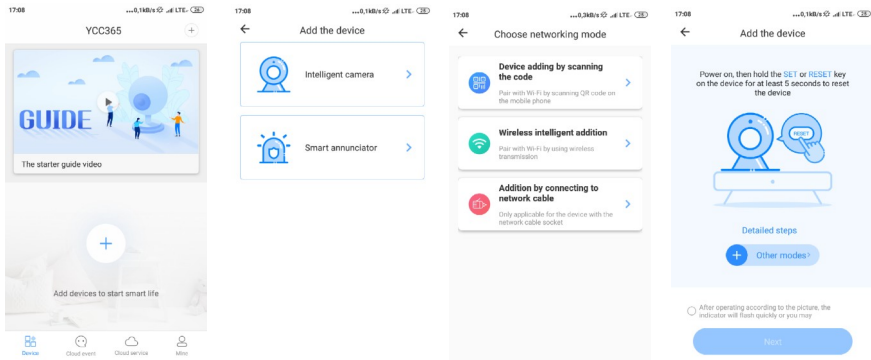 17:08
...0,1kB/s LTE 28
YCC365
GUIDE
The starter guide video
Add devices to start smart life
Device
Cloud event
Cloud service
Mine
17:08
...0,1kB/s LTE 28
Add the device
Intelligent camera
Smart annunciator
17:08
...0,3kB/s LTE 28
Choose networking mode
Device adding by scanning
the code
Pair with Wi-Fi by scanning QR code on
the mobile phone
Wireless intelligent addition
Pair with Wi-Fi by using wireless
transmission
Addition by connecting to
network cable
Only applicable for the device with the
network cable socket
17:08
...0,1kB/s LTE 28
Add the device
Power on, then hold the SET or RESET key
on the device for at least 5 seconds to reset
the device
RESET
Detailed steps
Other modes
After operating according to the picture, the
indicator will flash quickly or you may
Next